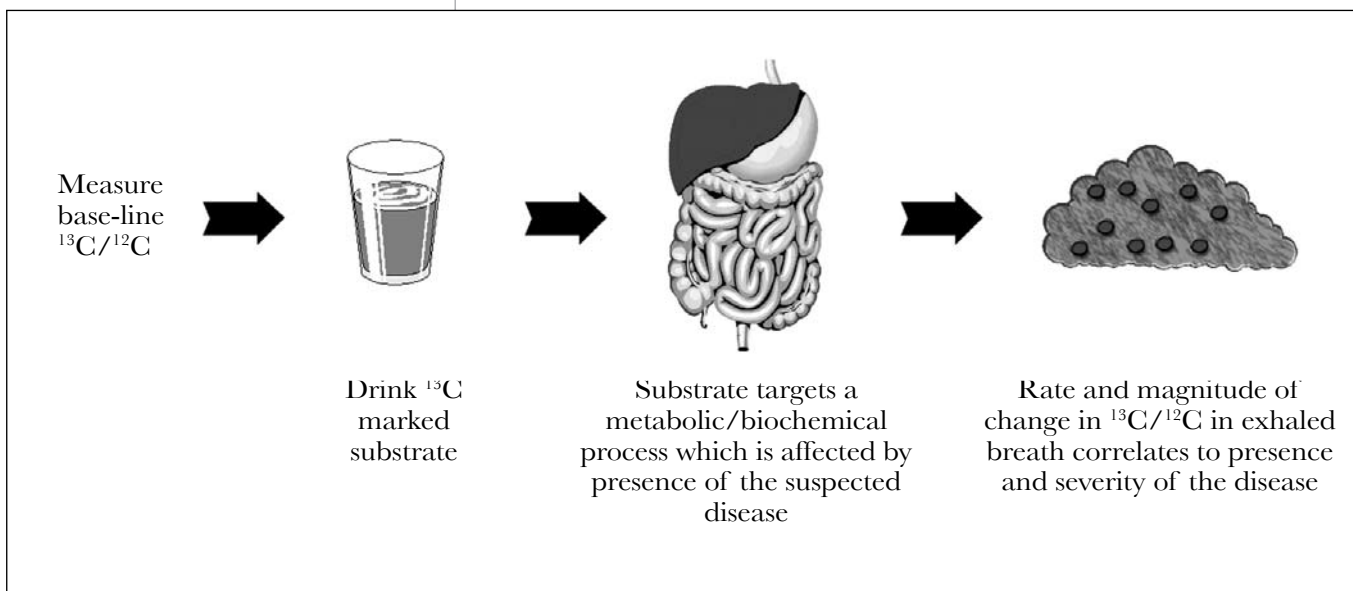 Measure
base-line
¹³C/¹²C
Drink ¹³C
marked
substrate
Substrate targets a
metabolic/biochemical
process which is affected by
presence of the suspected
disease
Rate and magnitude of
change in ¹³C/¹²C in exhaled
breath correlates to presence
and severity of the disease